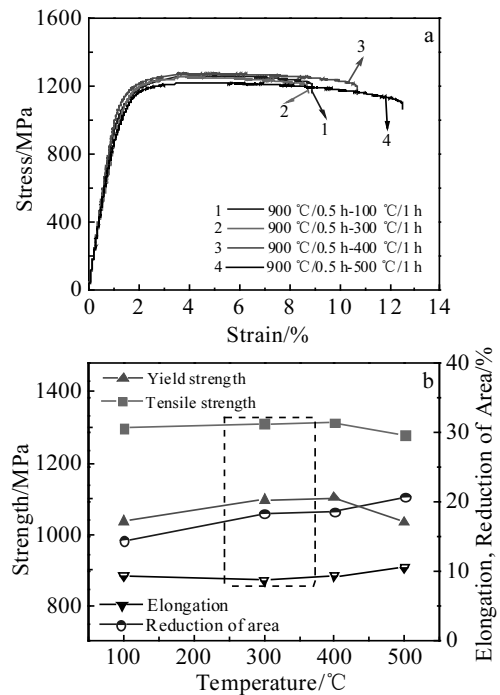 a
1600
1200
800
400
0
Stress/MPa
3
2
1
4
1 900 ℃/0.5 h-100 ℃/1 h
2 900 ℃/0.5 h-300 ℃/1 h
3 900 ℃/0.5 h-400 ℃/1 h
4 900 ℃/0.5 h-500 ℃/1 h
0 2 4 6 8 10 12 14
Strain/%
b
Yield strength
Tensile strength
1400
1300
1200
1000
800
Strength/MPa
40
30
20
10
0
Elongation, Reduction of Area/%
Elongation
Reduction of area
100 200 300 400 500
Temperature/℃